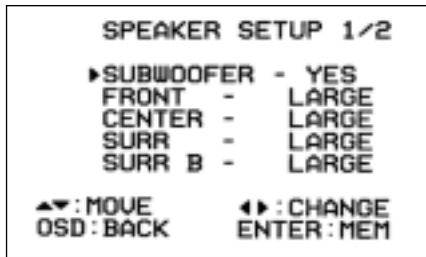 SPEAKER SETUP 1/2
▶SUBWOOFER - YES
FRONT - LARGE
CENTER - LARGE
SURR - LARGE
SURR B - LARGE
▲▼:MOVE ◀▶:CHANGE
OSD:BACK ENTER:MEM